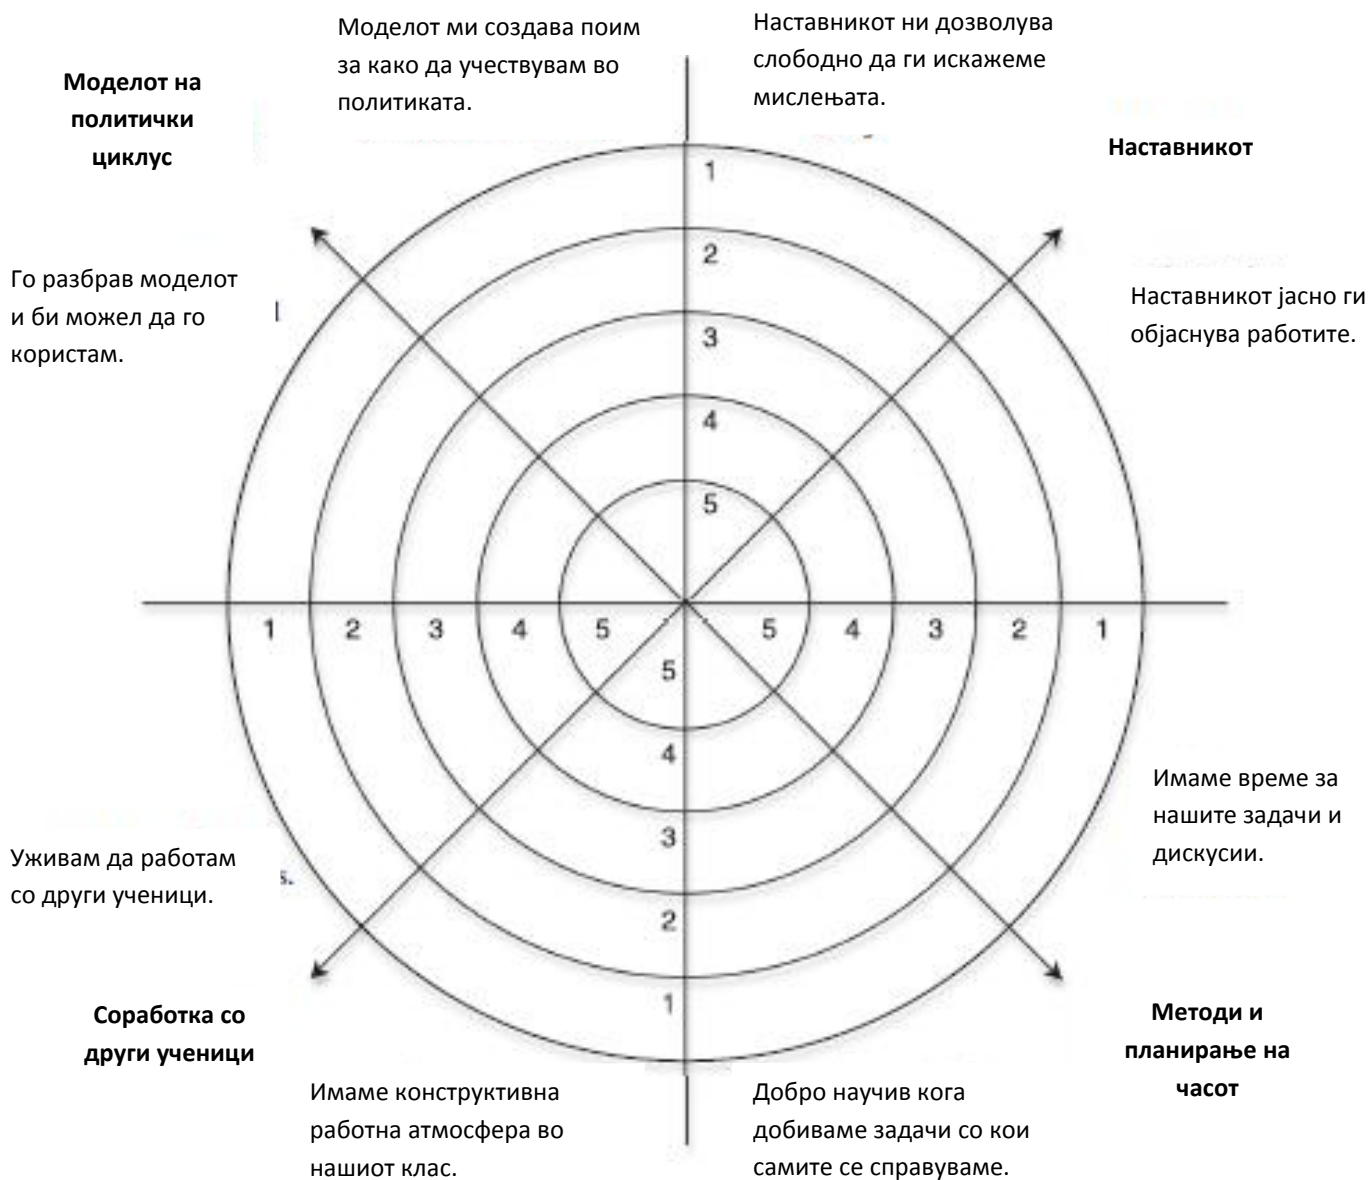 Моделот ми создава поим
за како да учествувам во
политиката.
Наставникот ни дозволува
слободно да ги искажеме
мислењата.
Моделот на
политички
циклус
Наставникот
Го разбрав моделот
и би можел да го
користам.
Наставникот јасно ги
објаснува работите.
1
2
3
4
5
1 2 3 4 5 5 4 3 2 1
5
4
3
2
1
Имаме време за
нашите задачи и
дискусии.
Уживам да работам
со други ученици.
s.
Соработка со
други ученици
Методи и
планирање на
часот
Имаме конструктивна
работна атмосфера во
нашиот клас.
Добро научив кога
добиваме задачи со кои
самите се справуваме.